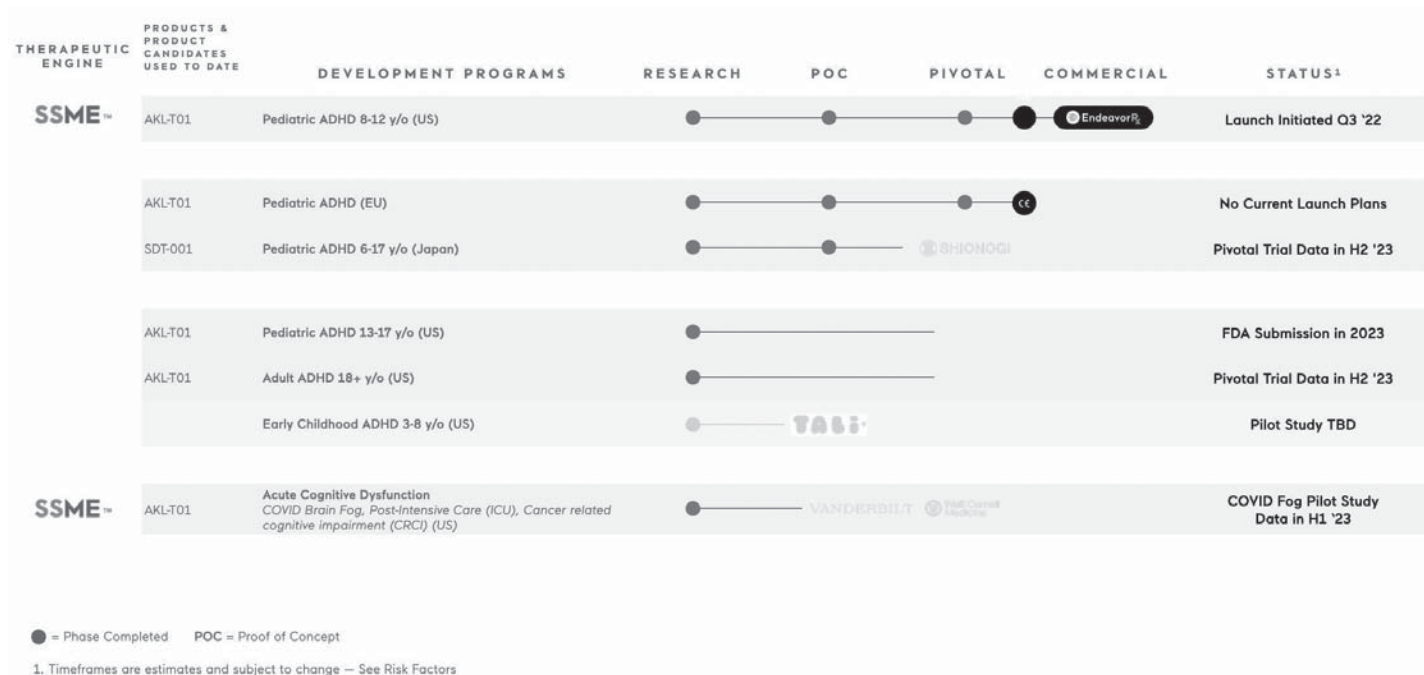 THERAPEUTIC ENGINE
PRODUCTS & PRODUCT CANDIDATES USED TO DATE
DEVELOPMENT PROGRAMS
RESEARCH
POC
PIVOTAL
COMMERCIAL
STATUS¹
SSME™
AKL-T01
Pediatric ADHD 8-12 y/o (US)
EndeavorRx
Launch Initiated Q3 '22
AKL-T01
Pediatric ADHD (EU)
CE
No Current Launch Plans
SDT-001
Pediatric ADHD 6-17 y/o (Japan)
SHIONOGI
Pivotal Trial Data in H2 '23
AKL-T01
Pediatric ADHD 13-17 y/o (US)
FDA Submission in 2023
AKL-T01
Adult ADHD 18+ y/o (US)
Pivotal Trial Data in H2 '23
Early Childhood ADHD 3-8 y/o (US)
TALi
Pilot Study TBD
SSME™
AKL-T01
Acute Cognitive Dysfunction
COVID Brain Fog, Post-Intensive Care (ICU), Cancer related
cognitive impairment (CRCI) (US)
VANDERBILT
Weill Cornell
Medicine
COVID Fog Pilot Study
Data in H1 '23
= Phase Completed
POC = Proof of Concept
1. Timeframes are estimates and subject to change — See Risk Factors